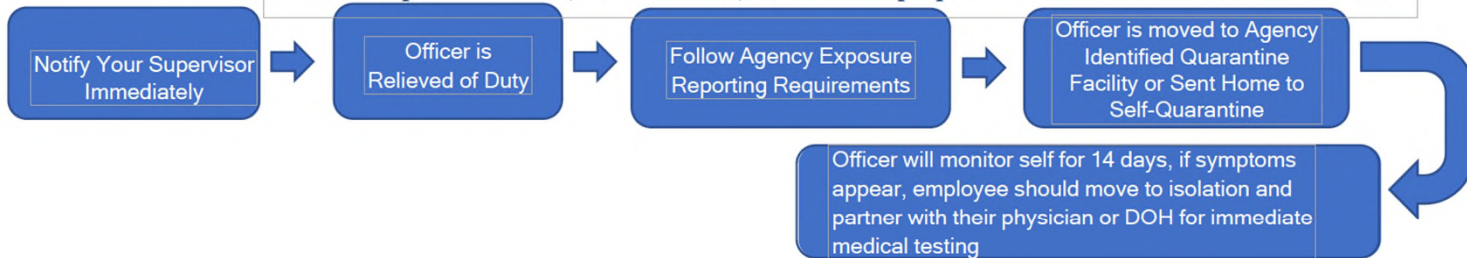 Notify Your Supervisor
Immediately
Officer is
Relieved of Duty
Follow Agency Exposure
Reporting Requirements
Officer is moved to Agency
Identified Quarantine
Facility or Sent Home to
Self-Quarantine
Officer will monitor self for 14 days, if symptoms
appear, employee should move to isolation and
partner with their physician or DOH for immediate
medical testing